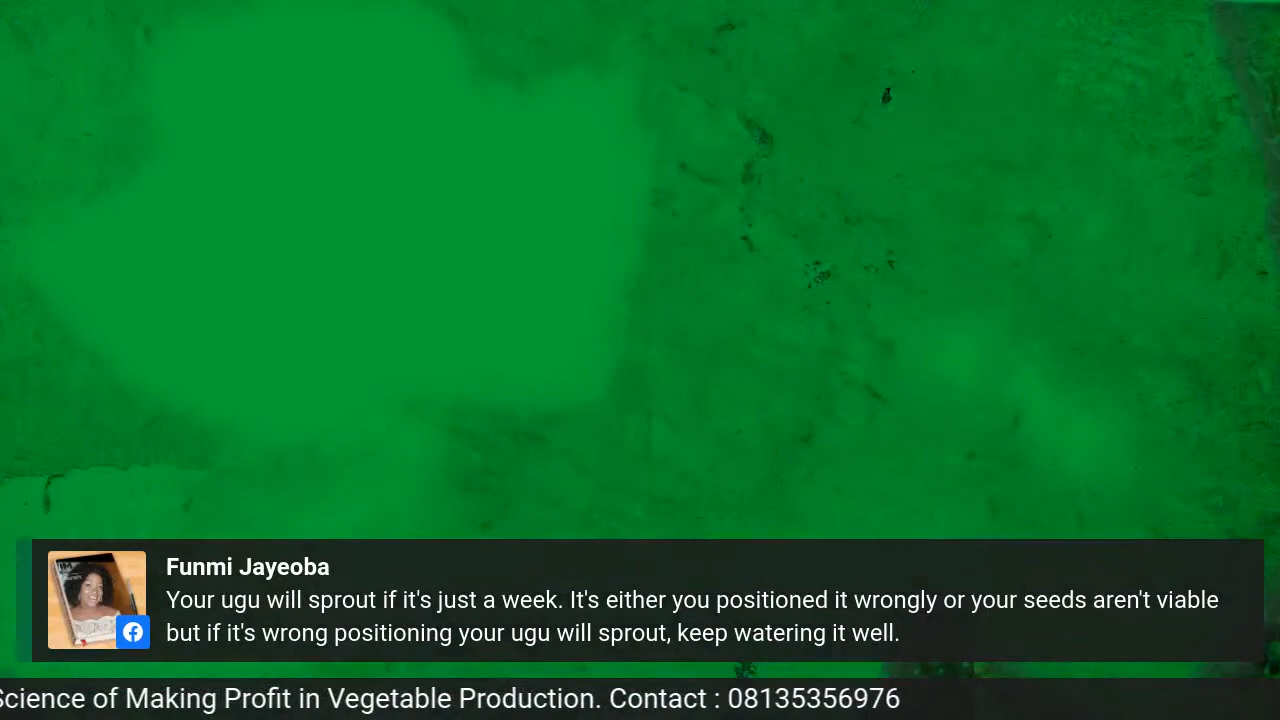 Funmi Jayeoba
Your ugu will sprout if it's just a week. It's either you positioned it wrongly or your seeds aren't viable
but if it's wrong positioning your ugu will sprout, keep watering it well.
Science of Making Profit in Vegetable Production. Contact : 08135356976